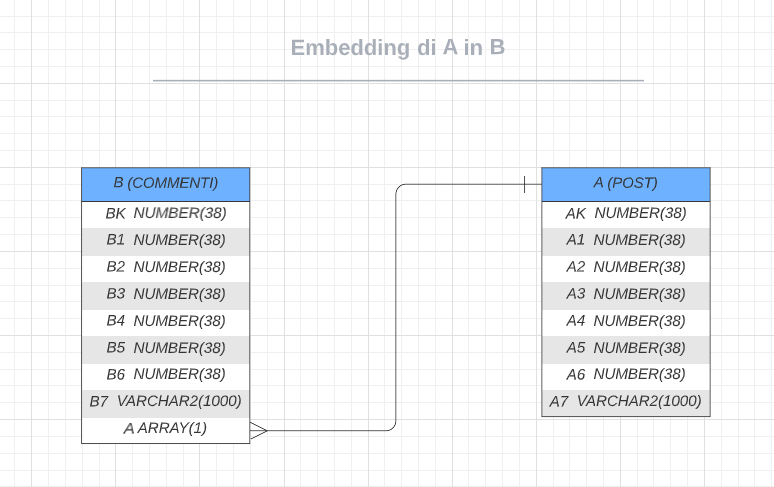 Embedding di A in B
B (COMMENTI)
BK NUMBER(38)
B1 NUMBER(38)
B2 NUMBER(38)
B3 NUMBER(38)
B4 NUMBER(38)
B5 NUMBER(38)
B6 NUMBER(38)
B7 VARCHAR2(1000)
A ARRAY(1)
A (POST)
AK NUMBER(38)
A1 NUMBER(38)
A2 NUMBER(38)
A3 NUMBER(38)
A4 NUMBER(38)
A5 NUMBER(38)
A6 NUMBER(38)
A7 VARCHAR2(1000)